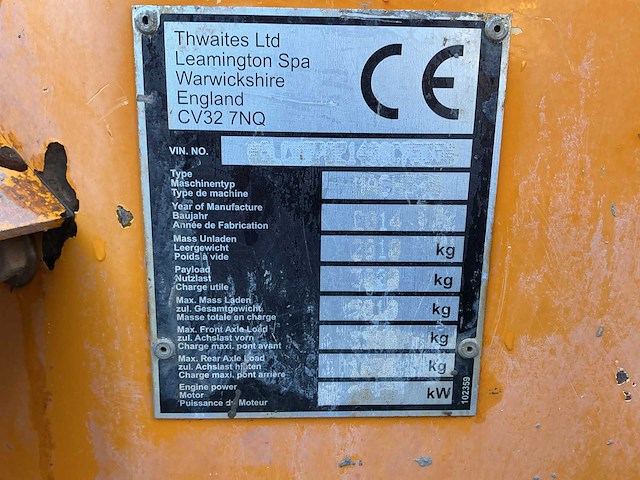 Thwaites Ltd
Leamington Spa
Warwickshire
England
CV32 7NQ
CE
VIN. NO.
Type
Maschinentyp
Type de machine
Year of Manufacture
Baujahr
Année de Fabrication
Mass Unladen
Leergewicht
Poids à vide
kg
Payload
Nutzlast
Charge utile
kg
Max. Mass Laden
zul. Gesamtgewicht
Masse totale en charge
kg
Max. Front Axle Load
zul. Achslast vorn
Charge maxi. pont avant
kg
Max. Rear Axle Load
zul. Achslast hinten
Charge maxi. pont arrière
kg
Engine power
Motor
Puissance du Moteur
kW
102359